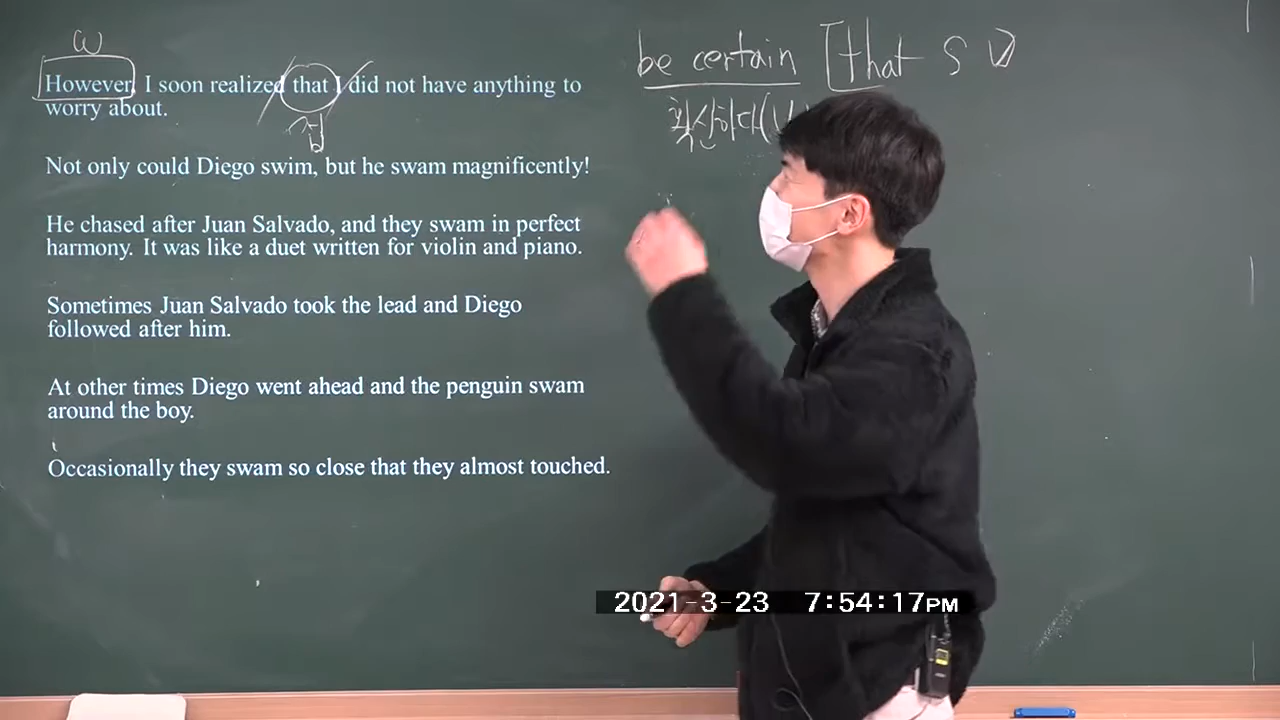 be certain [that S V]
확신하다(
ω
However, I soon realized that I did not have anything to
worry about.
Not only could Diego swim, but he swam magnificently!
He chased after Juan Salvado, and they swam in perfect
harmony. It was like a duet written for violin and piano.
Sometimes Juan Salvado took the lead and Diego
followed after him.
At other times Diego went ahead and the penguin swam
around the boy.
Occasionally they swam so close that they almost touched.
2021-3-23 7:54:17PM